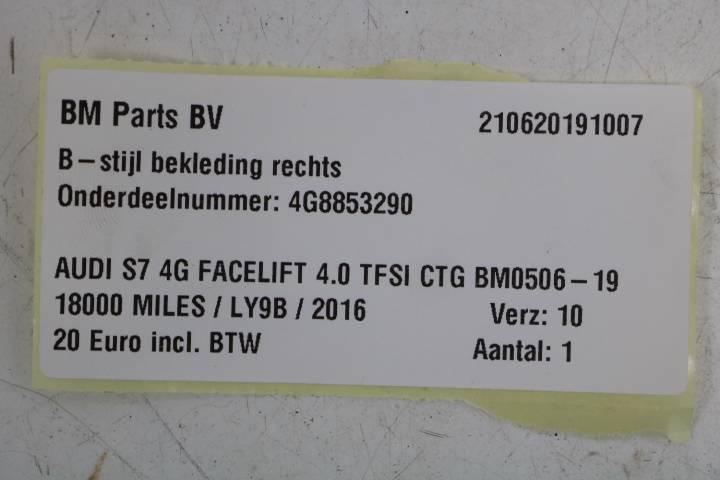 BM Parts BV 210620191007
B-stijl bekleding rechts
Onderdeelnummer: 4G8853290
AUDI S7 4G FACELIFT 4.0 TFSI CTG BM0506-19
18000 MILES / LY9B / 2016 Verz: 10
20 Euro incl. BTW Aantal: 1